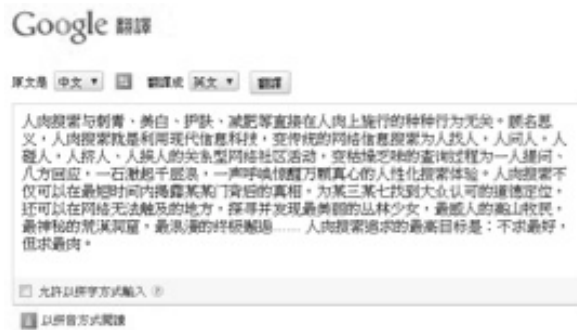 Google 翻譯
原文是 中文 ▼ 翻譯成 英文 ▼ 翻譯
人肉搜索与刺青、美白、护肤、减肥等直接在人肉上施行的种种行为无关。顾名思
义，人肉搜索就是利用现代信息科技，变传统的网络信息搜索为人找人、人问人、人
碰人、人挤人、人挨人的关系型网络社区活动，变枯燥乏味的查询过程为一人提问、
八方回应，一石激起千层浪，一声呼唤惊醒万颗真心的人性化搜索体验。人肉搜索不
仅可以在最短时间内揭露某某门背后的真相，为某三某七找到大众认可的道德定位，
还可以在网络无法触及的地方，探寻并发现最美丽的丛林少女，最感人的高山牧民，
最神秘的荒漠洞窟，最浪漫的终极邂逅…… 人肉搜索追求的最高目标是：不求最好，
但求最肉。
允許以拼字方式輸入
以拼音方式閱讀